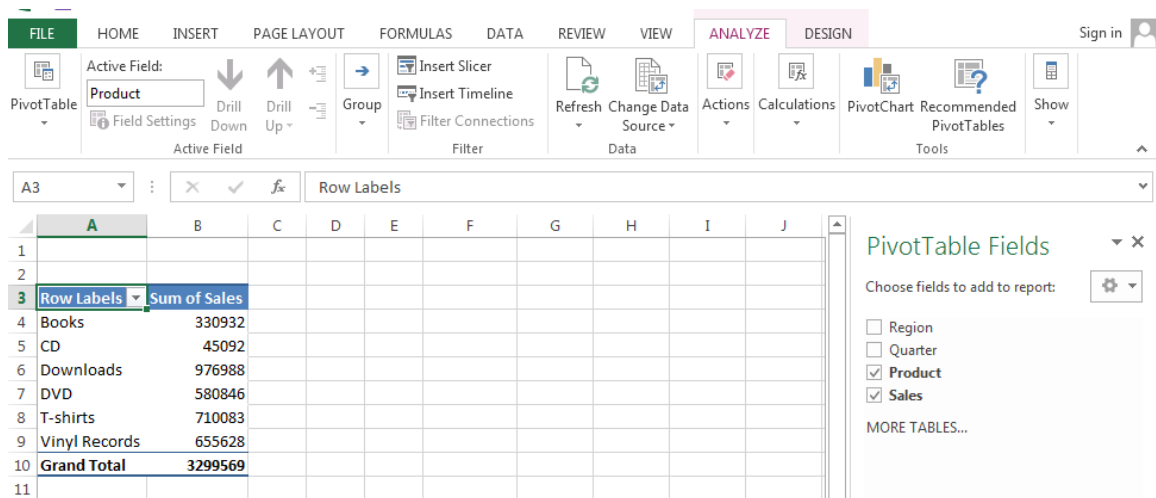 FILE HOME INSERT PAGE LAYOUT FORMULAS DATA REVIEW VIEW ANALYZE DESIGN Sign in
PivotTable
Active Field:
Product
Field Settings
Drill Down
Drill Up
Active Field
Group
Insert Slicer
Insert Timeline
Filter Connections
Filter
Refresh
Change Data Source
Data
Actions
Calculations
PivotChart
Recommended PivotTables
Tools
Show
A3 fx Row Labels
A B C D E F G H I J
1
2
3 Row Labels Sum of Sales
4 Books 330932
5 CD 45092
6 Downloads 976988
7 DVD 580846
8 T-shirts 710083
9 Vinyl Records 655628
10 Grand Total 3299569
11
PivotTable Fields
Choose fields to add to report:
Region
Quarter
Product
Sales
MORE TABLES...